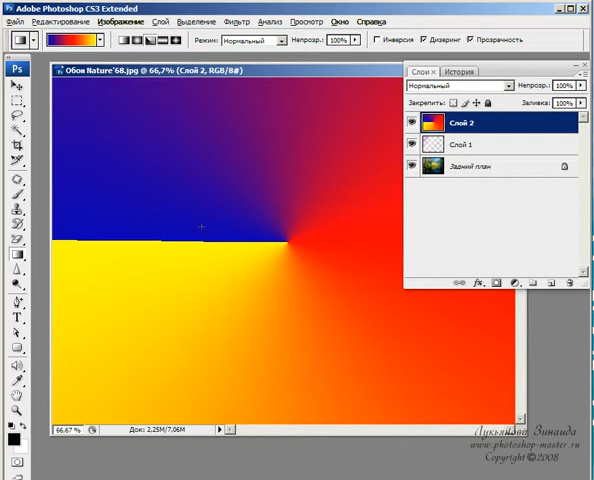 Adobe Photoshop CS3 Extended
Файл Редактирование Изображение Слой Выделение Фильтр Анализ Просмотр Окно Справка
Режим: Нормальный Непрозр.: 100% Инверсия Дизеринг Прозрачность
Ps
Обои Nature'68.jpg @ 66,7% (Слой 2, RGB/8#)
Слои История
Нормальный Непрозр.: 100%
Закрепить: Заливка: 100%
Слой 2
Слой 1
Задний план
fx
T
66,67 % Док: 2,25M/7,06M
Лукьянова Зинаида
www.photoshop-master.ru
Copyright ©2008